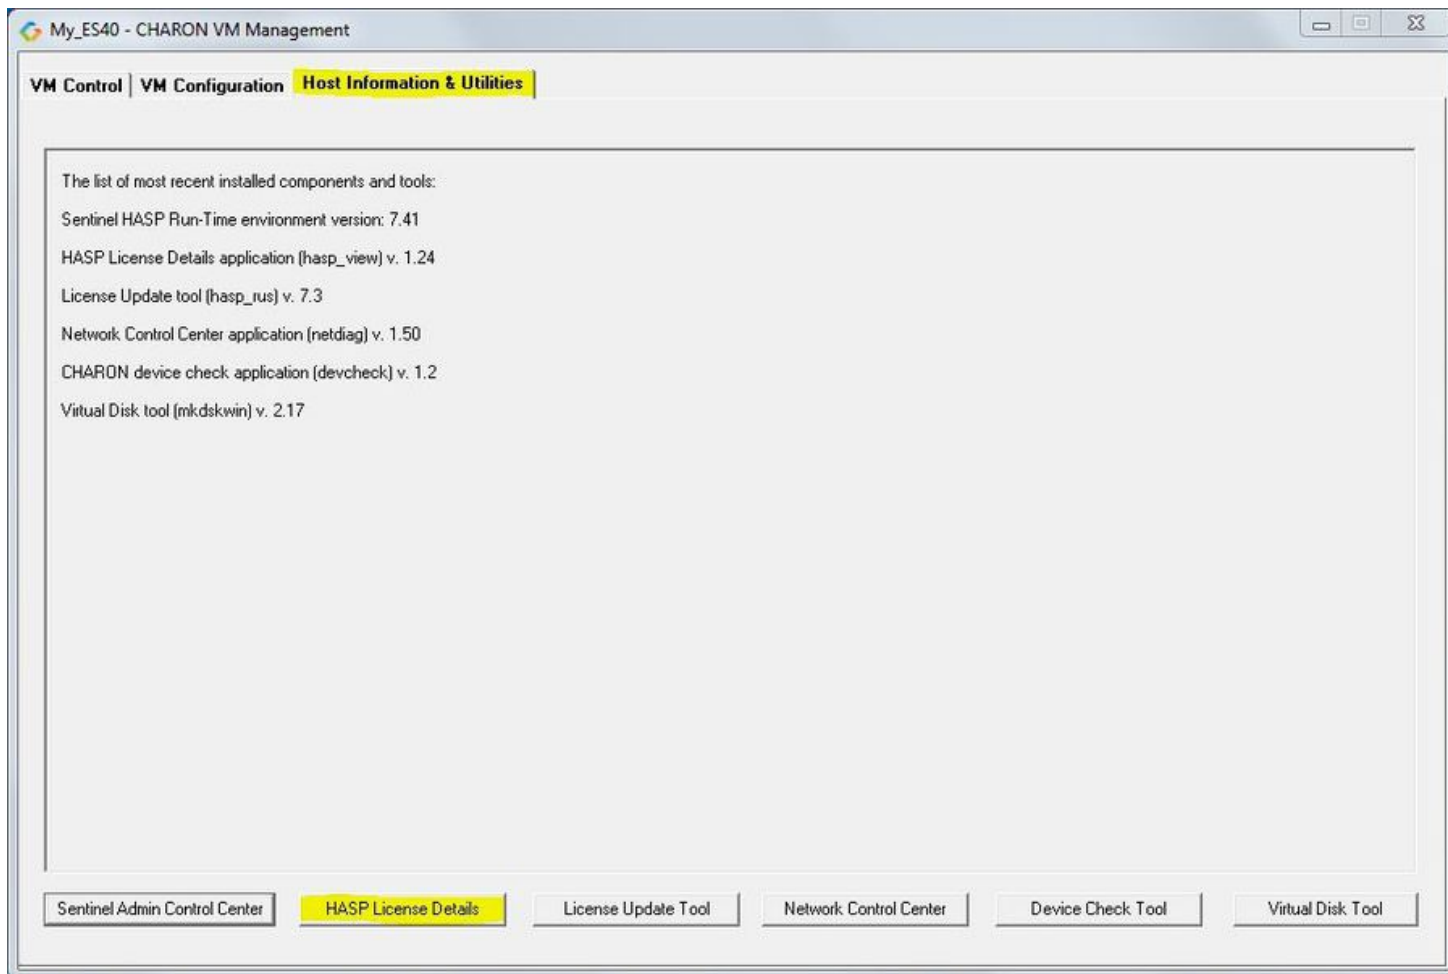 My_ES40 - CHARON VM Management
VM Control VM Configuration Host Information & Utilities
The list of most recent installed components and tools:
Sentinel HASP Run-Time environment version: 7.41
HASP License Details application (hasp_view) v. 1.24
License Update tool (hasp_rus) v. 7.3
Network Control Center application (netdiag) v. 1.50
CHARON device check application (devcheck) v. 1.2
Virtual Disk tool (mkdskwin) v. 2.17
Sentinel Admin Control Center HASP License Details License Update Tool Network Control Center Device Check Tool Virtual Disk Tool